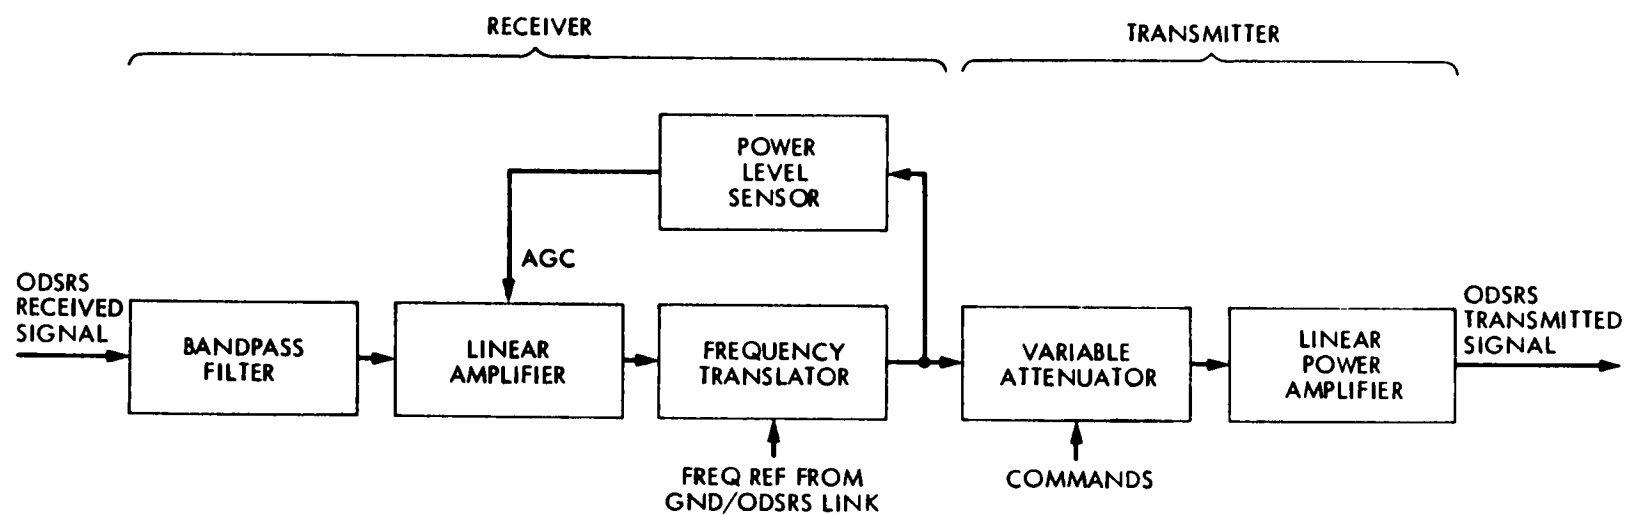 RECEIVER
TRANSMITTER
POWER
LEVEL
SENSOR
AGC
ODSRS
RECEIVED
SIGNAL
BANDPASS
FILTER
LINEAR
AMPLIFIER
FREQUENCY
TRANSLATOR
VARIABLE
ATTENUATOR
LINEAR
POWER
AMPLIFIER
ODSRS
TRANSMITTED
SIGNAL
FREQ REF FROM
GND/ODSRS LINK
COMMANDS